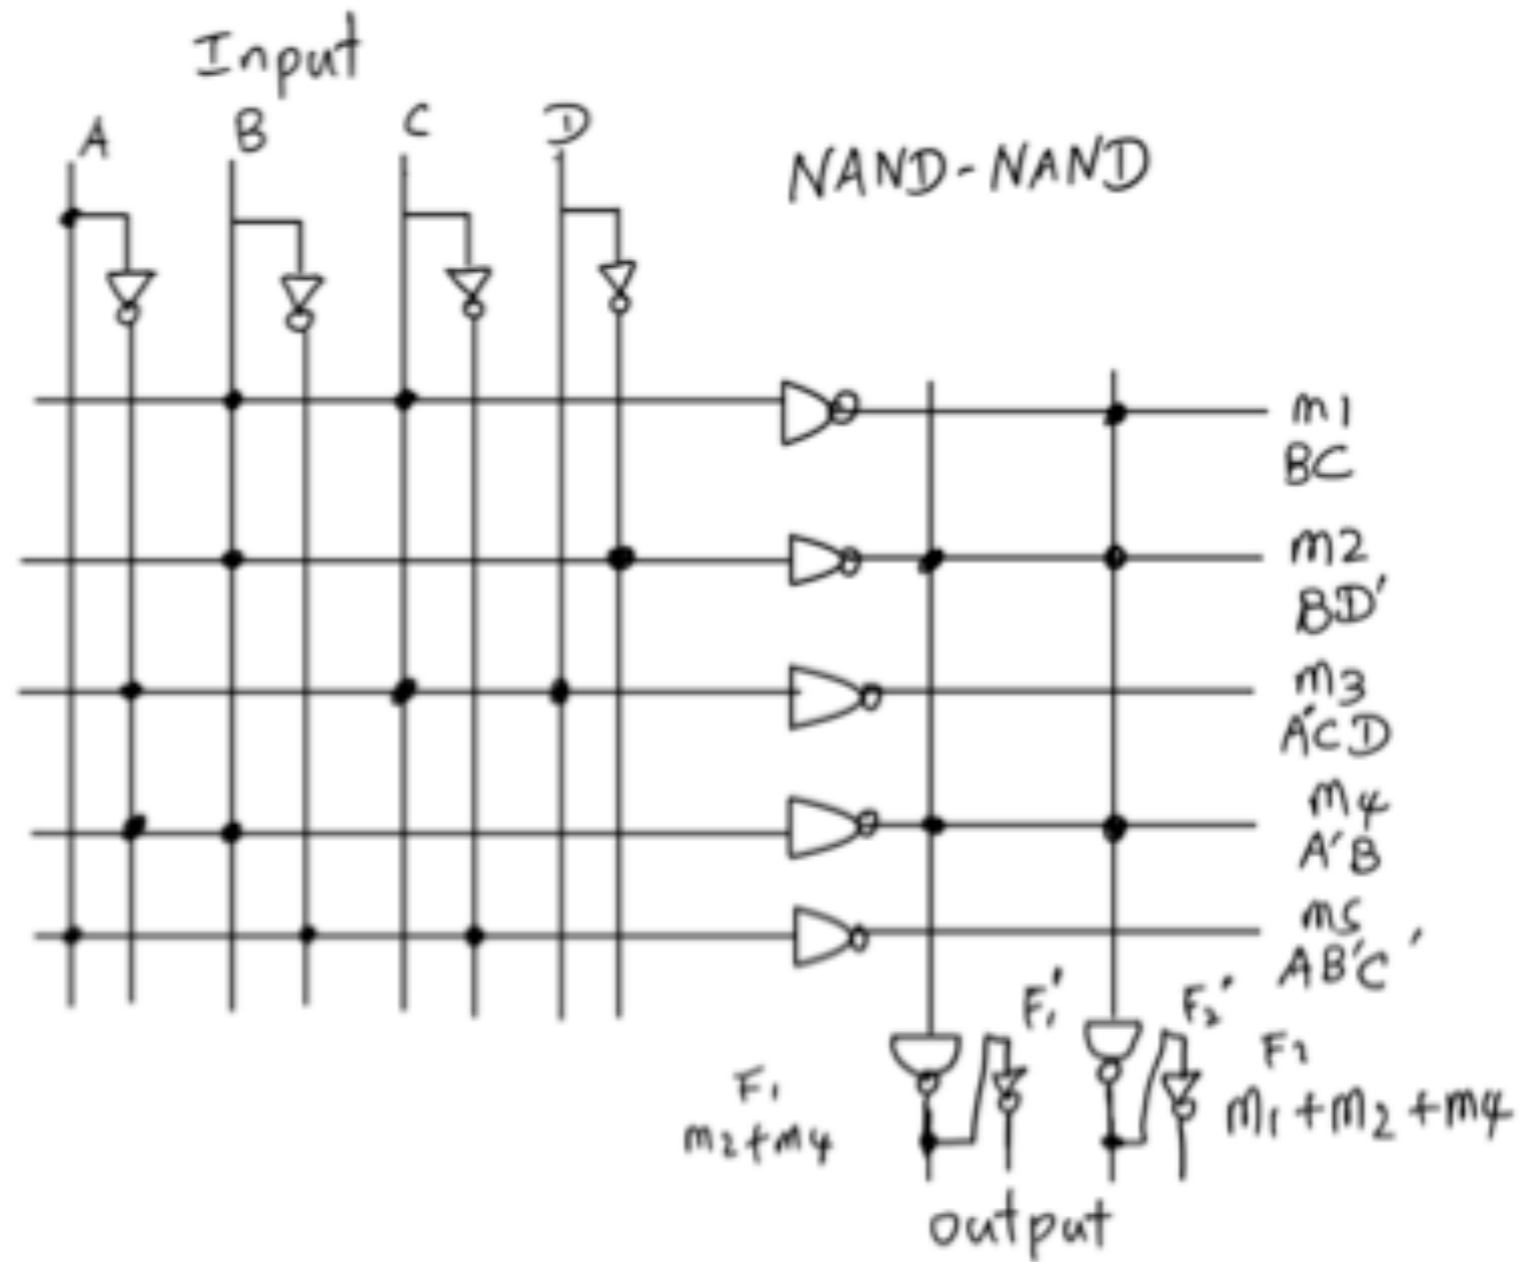 Input
A B C D
NAND-NAND
m1
BC
m2
BD'
m3
A'CD
m4
A'B
m5
AB'C'
F1' F2'
F1 F2
m2+m4 m1+m2+m4
output